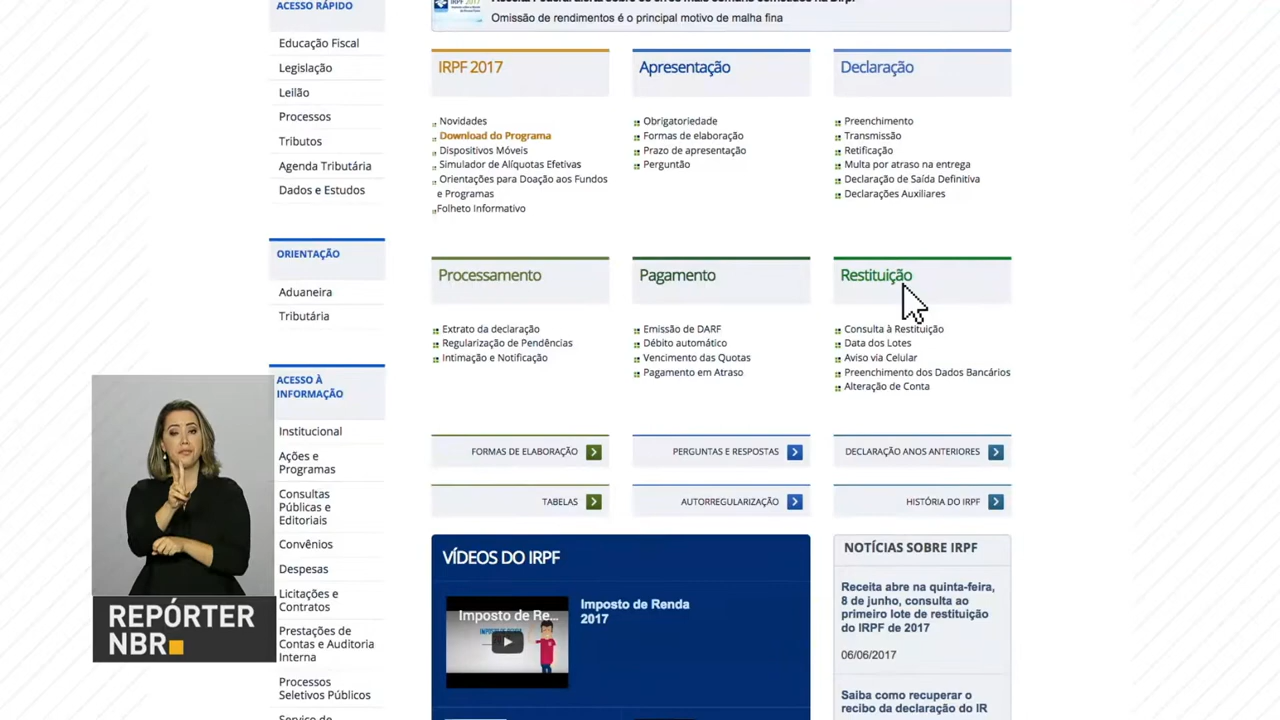 ACESSO RÁPIDO
Educação Fiscal
Legislação
Leilão
Processos
Tributos
Agenda Tributária
Dados e Estudos
ORIENTAÇÃO
Aduaneira
Tributária
ACESSO À
INFORMAÇÃO
Institucional
Ações e
Programas
Consultas
Públicas e
Editoriais
Convênios
Despesas
Licitações e
Contratos
Prestações de
Contas e Auditoria
Interna
Processos
Seletivos Públicos
Serviço de
IRPF 2017
Omissão de rendimentos é o principal motivo de malha fina
IRPF 2017
Novidades
Download do Programa
Dispositivos Móveis
Simulador de Alíquotas Efetivas
Orientações para Doação aos Fundos
e Programas
Folheto Informativo
Apresentação
Obrigatoriedade
Formas de elaboração
Prazo de apresentação
Perguntão
Declaração
Preenchimento
Transmissão
Retificação
Multa por atraso na entrega
Declaração de Saída Definitiva
Declarações Auxiliares
Processamento
Extrato da declaração
Regularização de Pendências
Intimação e Notificação
Pagamento
Emissão de DARF
Débito automático
Vencimento das Quotas
Pagamento em Atraso
Restituição
Consulta à Restituição
Data dos Lotes
Aviso via Celular
Preenchimento dos Dados Bancários
Alteração de Conta
FORMAS DE ELABORAÇÃO
PERGUNTAS E RESPOSTAS
DECLARAÇÃO ANOS ANTERIORES
TABELAS
AUTORREGULARIZAÇÃO
HISTÓRIA DO IRPF
VÍDEOS DO IRPF
Imposto de Re...
Imposto de Renda
2017
NOTÍCIAS SOBRE IRPF
Receita abre na quinta-feira,
8 de junho, consulta ao
primeiro lote de restituição
do IRPF de 2017
06/06/2017
Saiba como recuperar o
recibo da declaração do IR
REPÓRTER
NBR